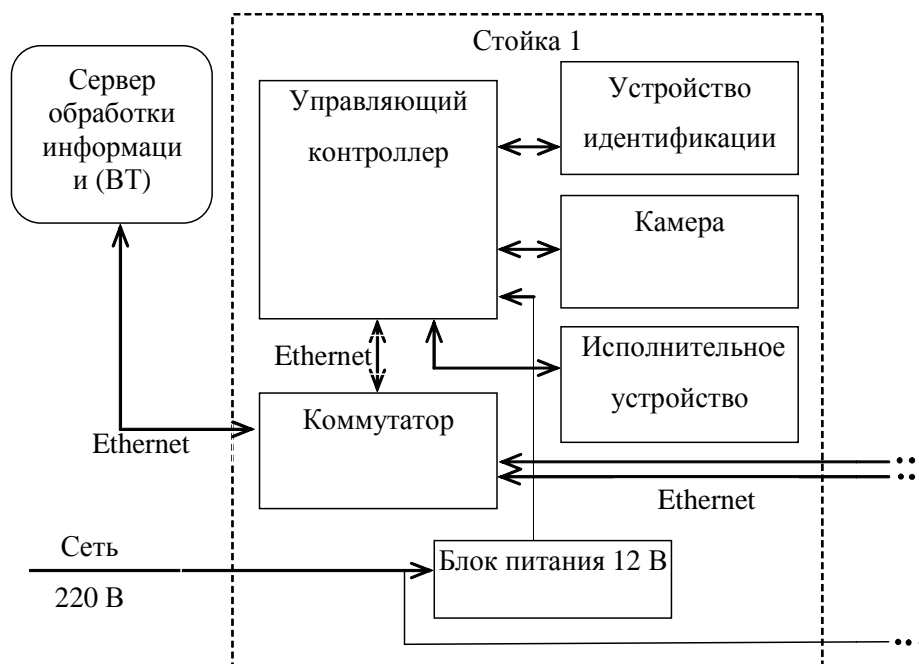 Стойка 1
Сервер
обработки
информаци
и (ВТ)
Управляющий
контроллер
Устройство
идентификации
Камера
Ethernet
Исполнительное
устройство
Коммутатор
Ethernet
Ethernet
Сеть
220 В
Блок питания 12 В